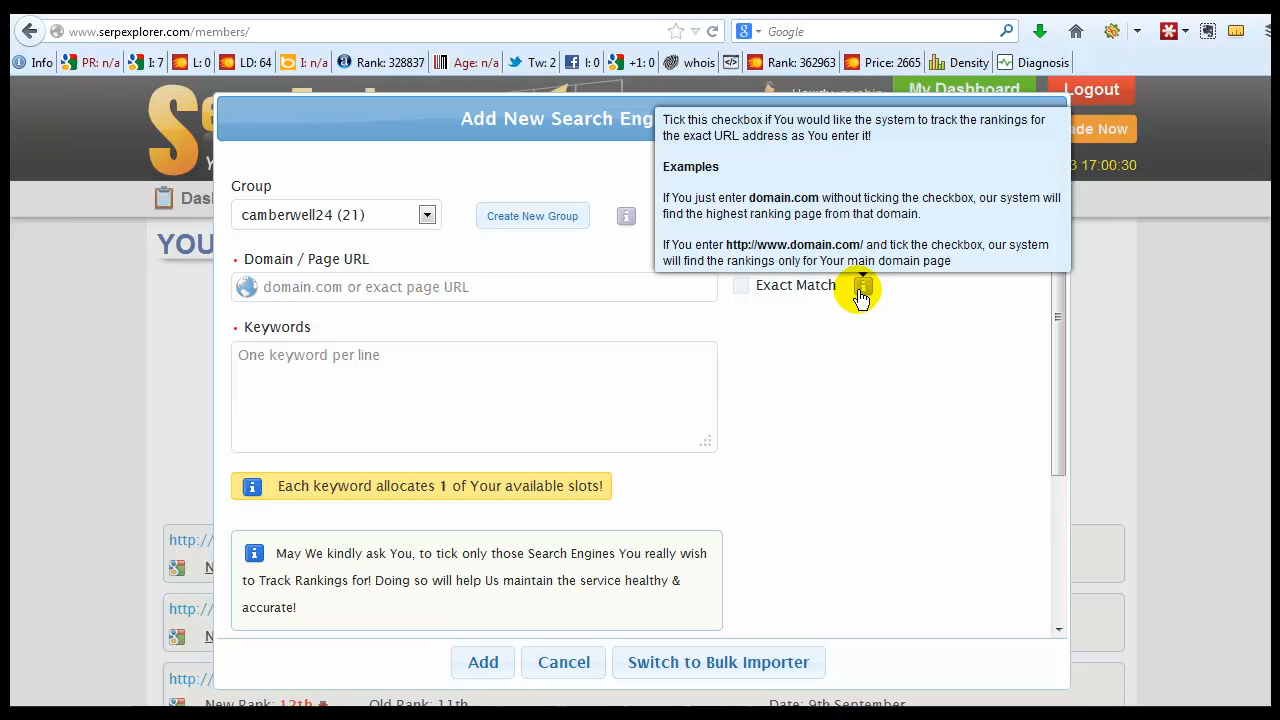 www.serpexplorer.com/members/
Google
Info
PR: n/a
I: 7
L: 0
LD: 64
I: n/a
Rank: 328837
Age: n/a
Tw: 2
I: 0
+1: 0
whois
Rank: 362963
Price: 2665
Density
Diagnosis
My Dashboard
Logout
ade Now
3 17:00:30
Das
YOU
Add New Search Eng
Tick this checkbox if You would like the system to track the rankings for
the exact URL address as You enter it!
Examples
If You just enter domain.com without ticking the checkbox, our system will
find the highest ranking page from that domain.
If You enter http://www.domain.com/ and tick the checkbox, our system
will find the rankings only for Your main domain page
Group
camberwell24 (21)
Create New Group
Domain / Page URL
domain.com or exact page URL
Exact Match
Keywords
One keyword per line
Each keyword allocates 1 of Your available slots!
May We kindly ask You, to tick only those Search Engines You really wish
to Track Rankings for! Doing so will help Us maintain the service healthy &
accurate!
http://
N
http://
N
http://
New Rank: 12th
Old Rank: 11th
Date: 9th September
Add
Cancel
Switch to Bulk Importer